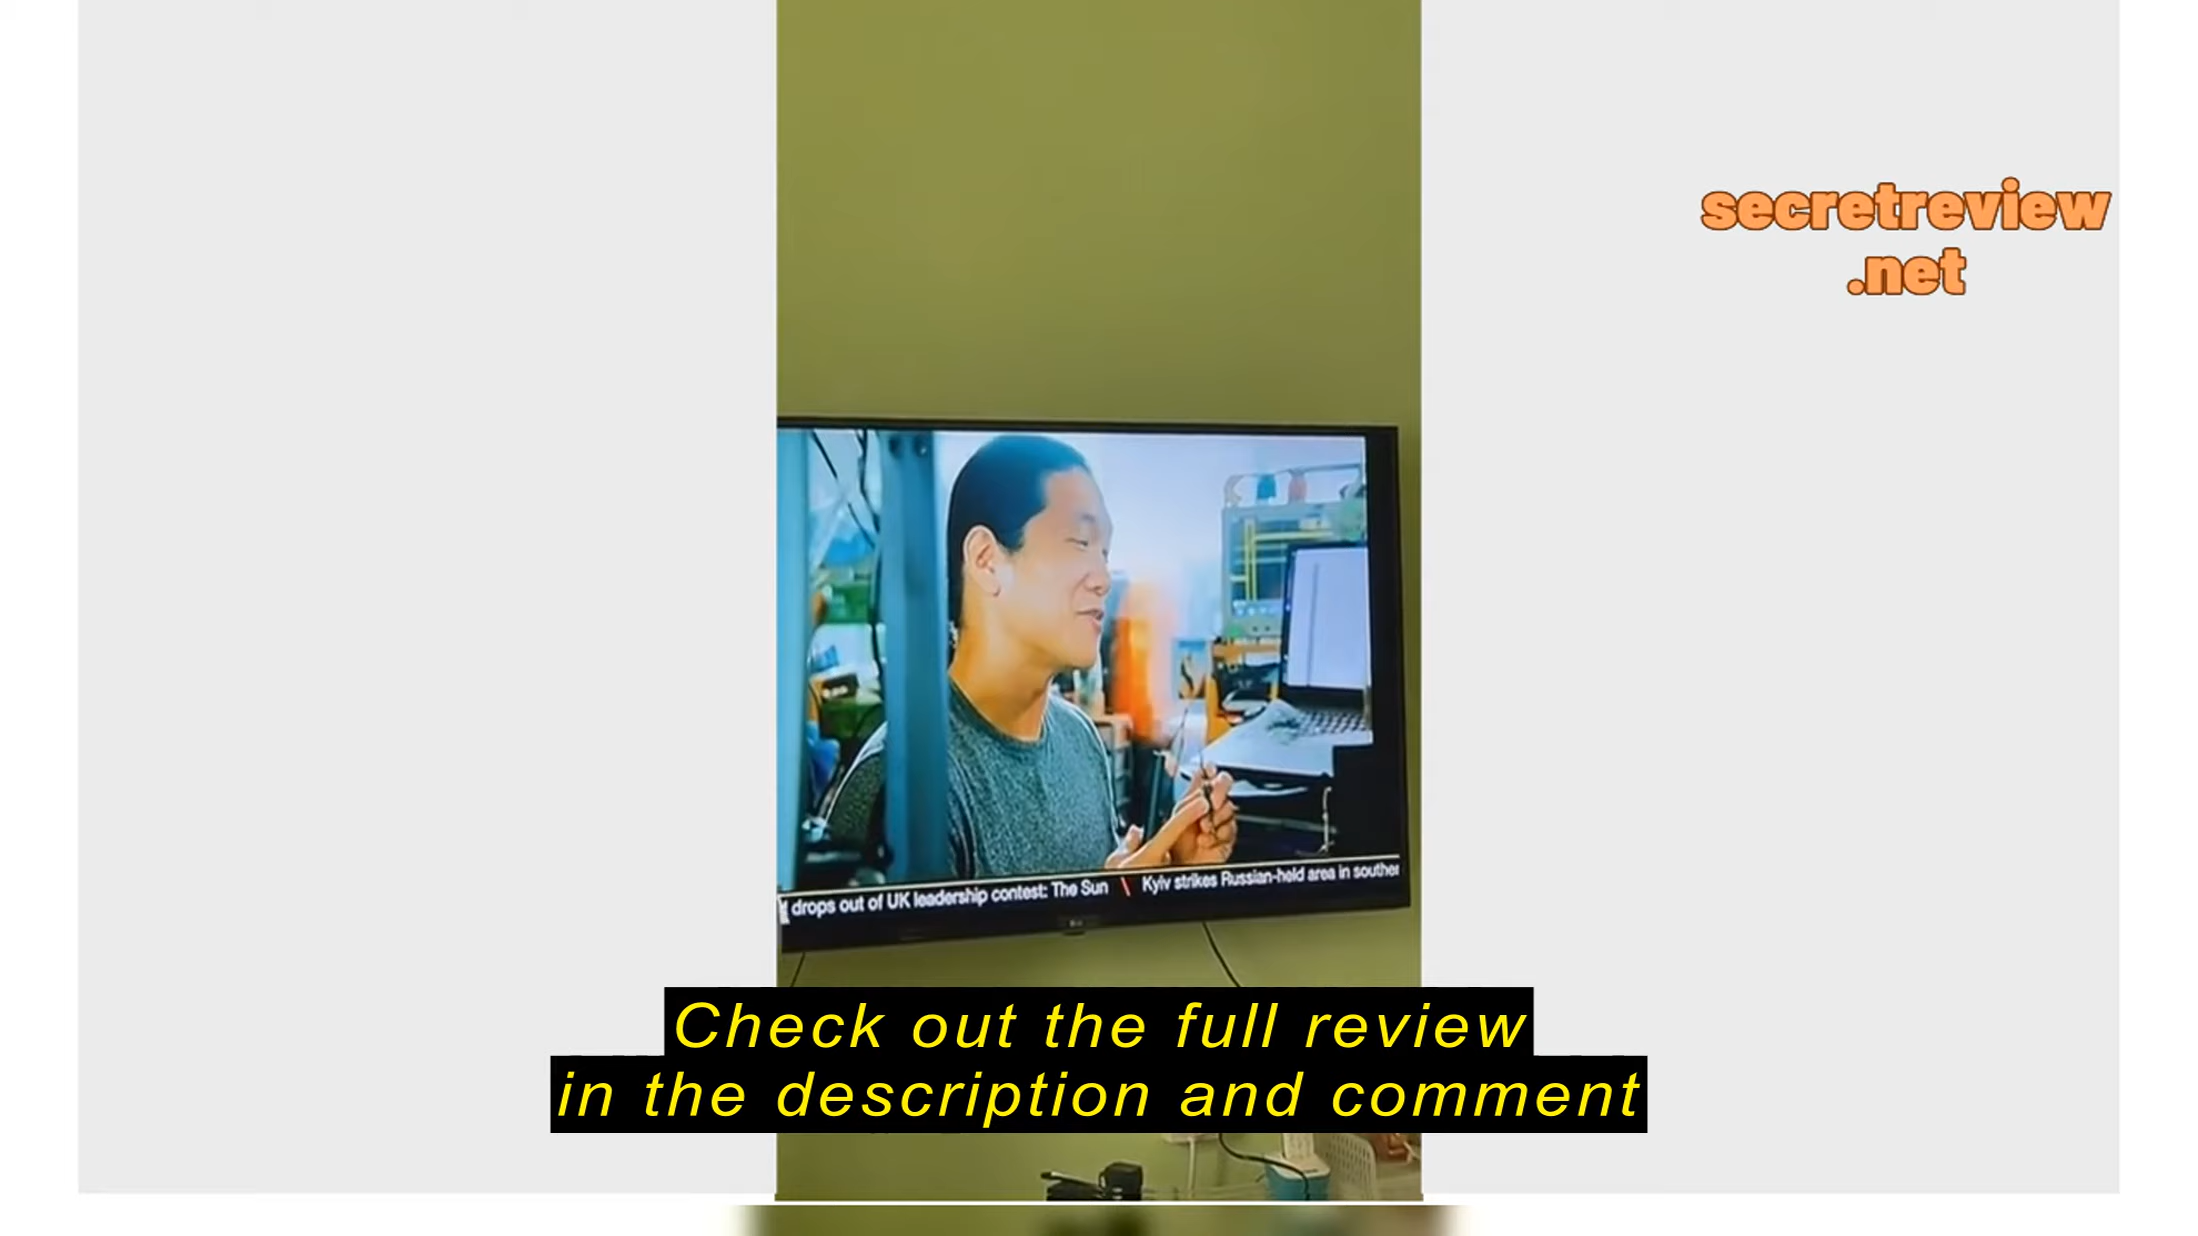 secretreview
.net
drops out of UK leadership contest: The Sun \ Kyiv strikes Russian-held area in
Check out the full review
in the description and comment